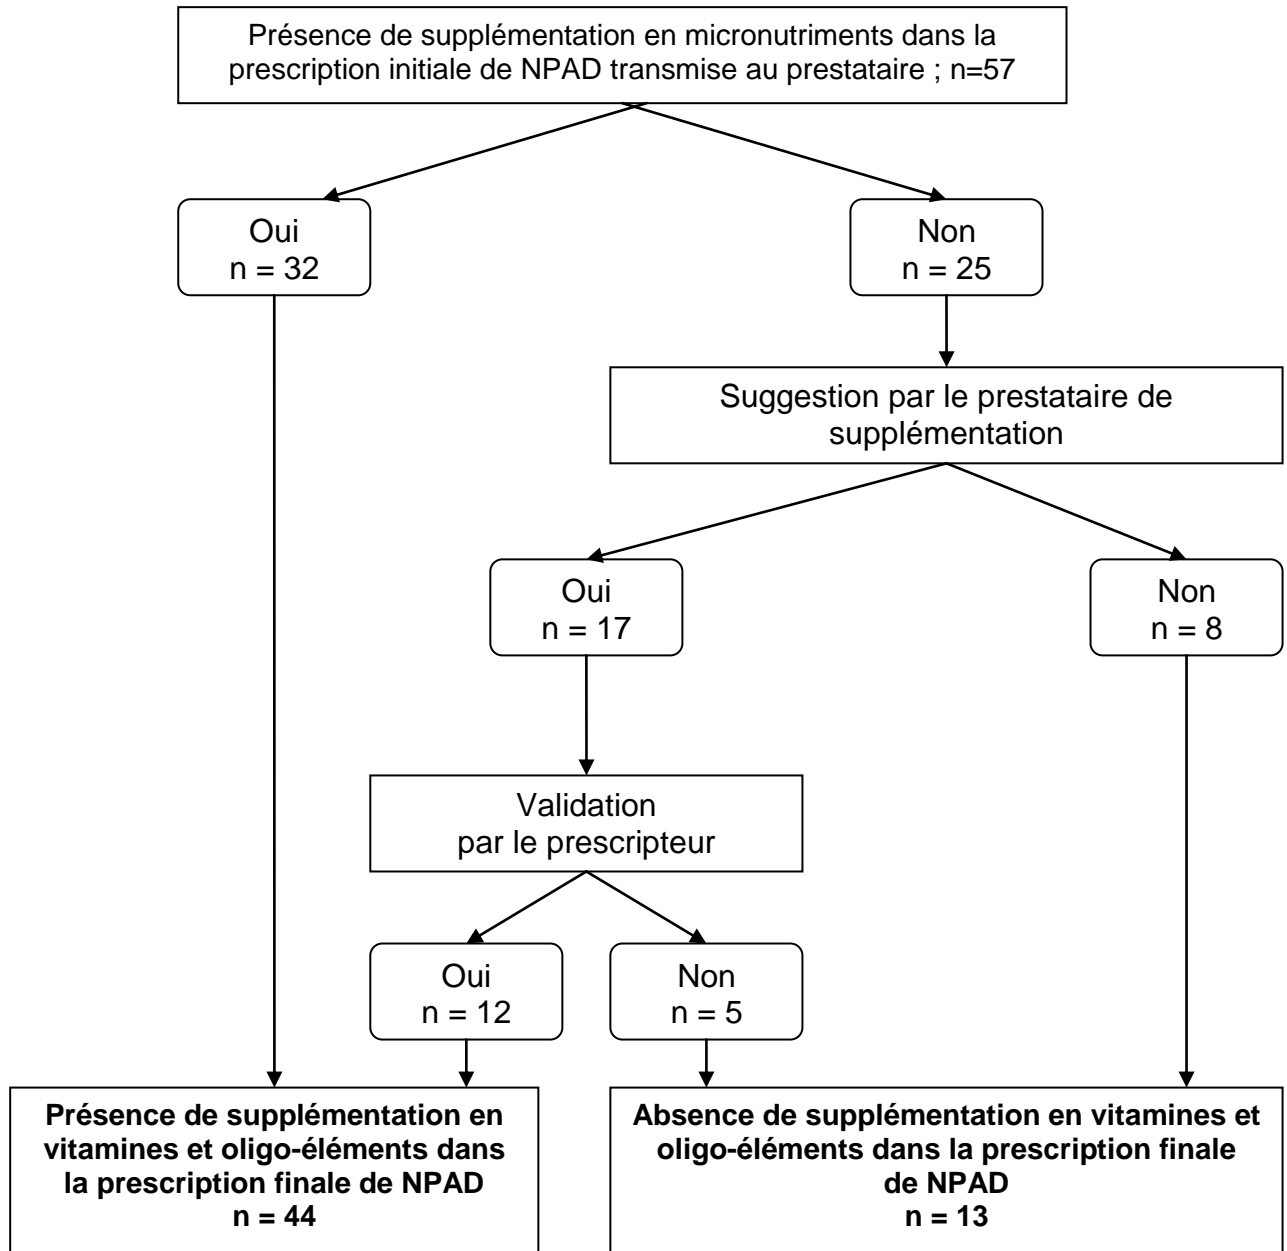 Présence de supplémentation en micronutriments dans la
prescription initiale de NPAD transmise au prestataire ; n=57
Oui
n = 32
Non
n = 25
Suggestion par le prestataire de
supplémentation
Oui
n = 17
Non
n = 8
Validation
par le prescripteur
Oui
n = 12
Non
n = 5
Présence de supplémentation en
vitamines et oligo-éléments dans
la prescription finale de NPAD
n = 44
Absence de supplémentation en vitamines et
oligo-éléments dans la prescription finale
de NPAD
n = 13